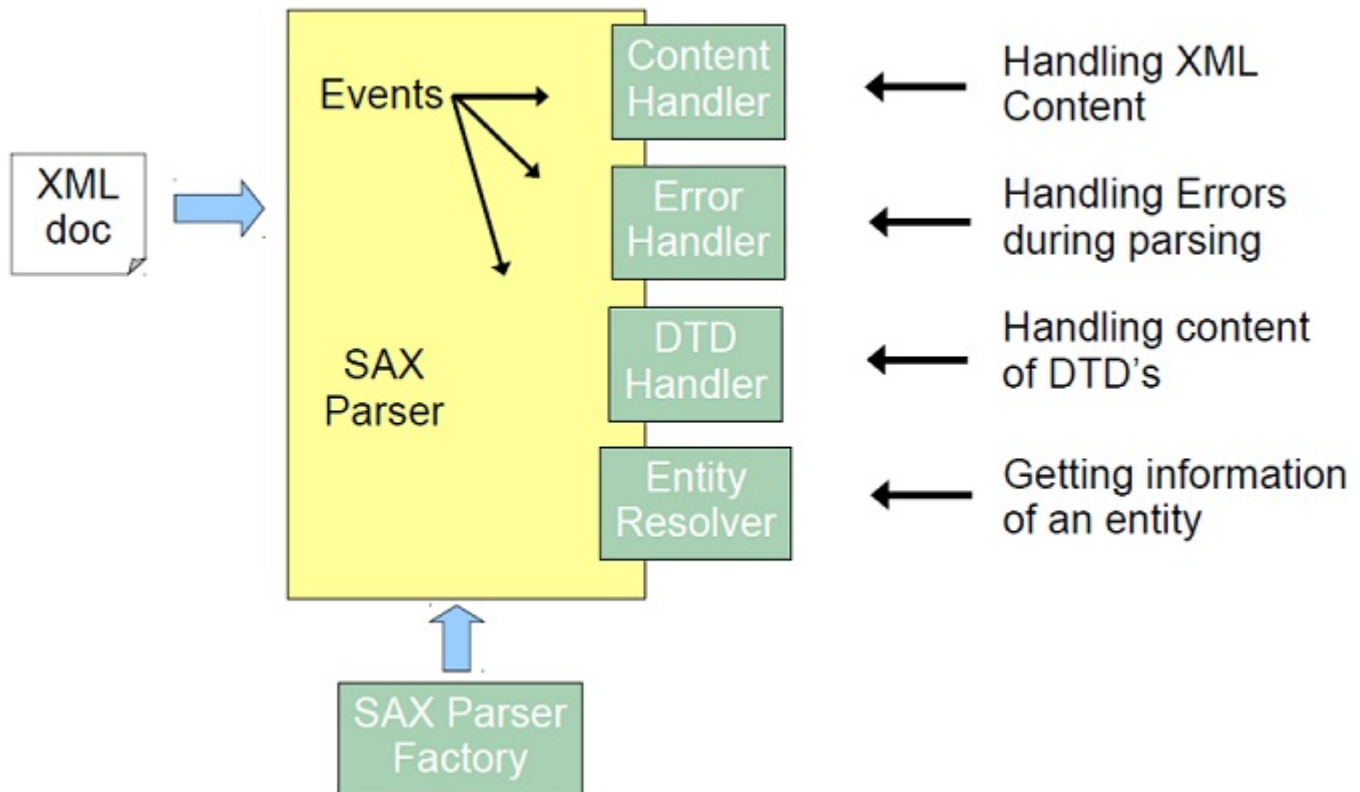 XML
doc
Events
SAX
Parser
Content
Handler
Handling XML
Content
Error
Handler
Handling Errors
during parsing
DTD
Handler
Handling content
of DTD’s
Entity
Resolver
Getting information
of an entity
SAX Parser
Factory